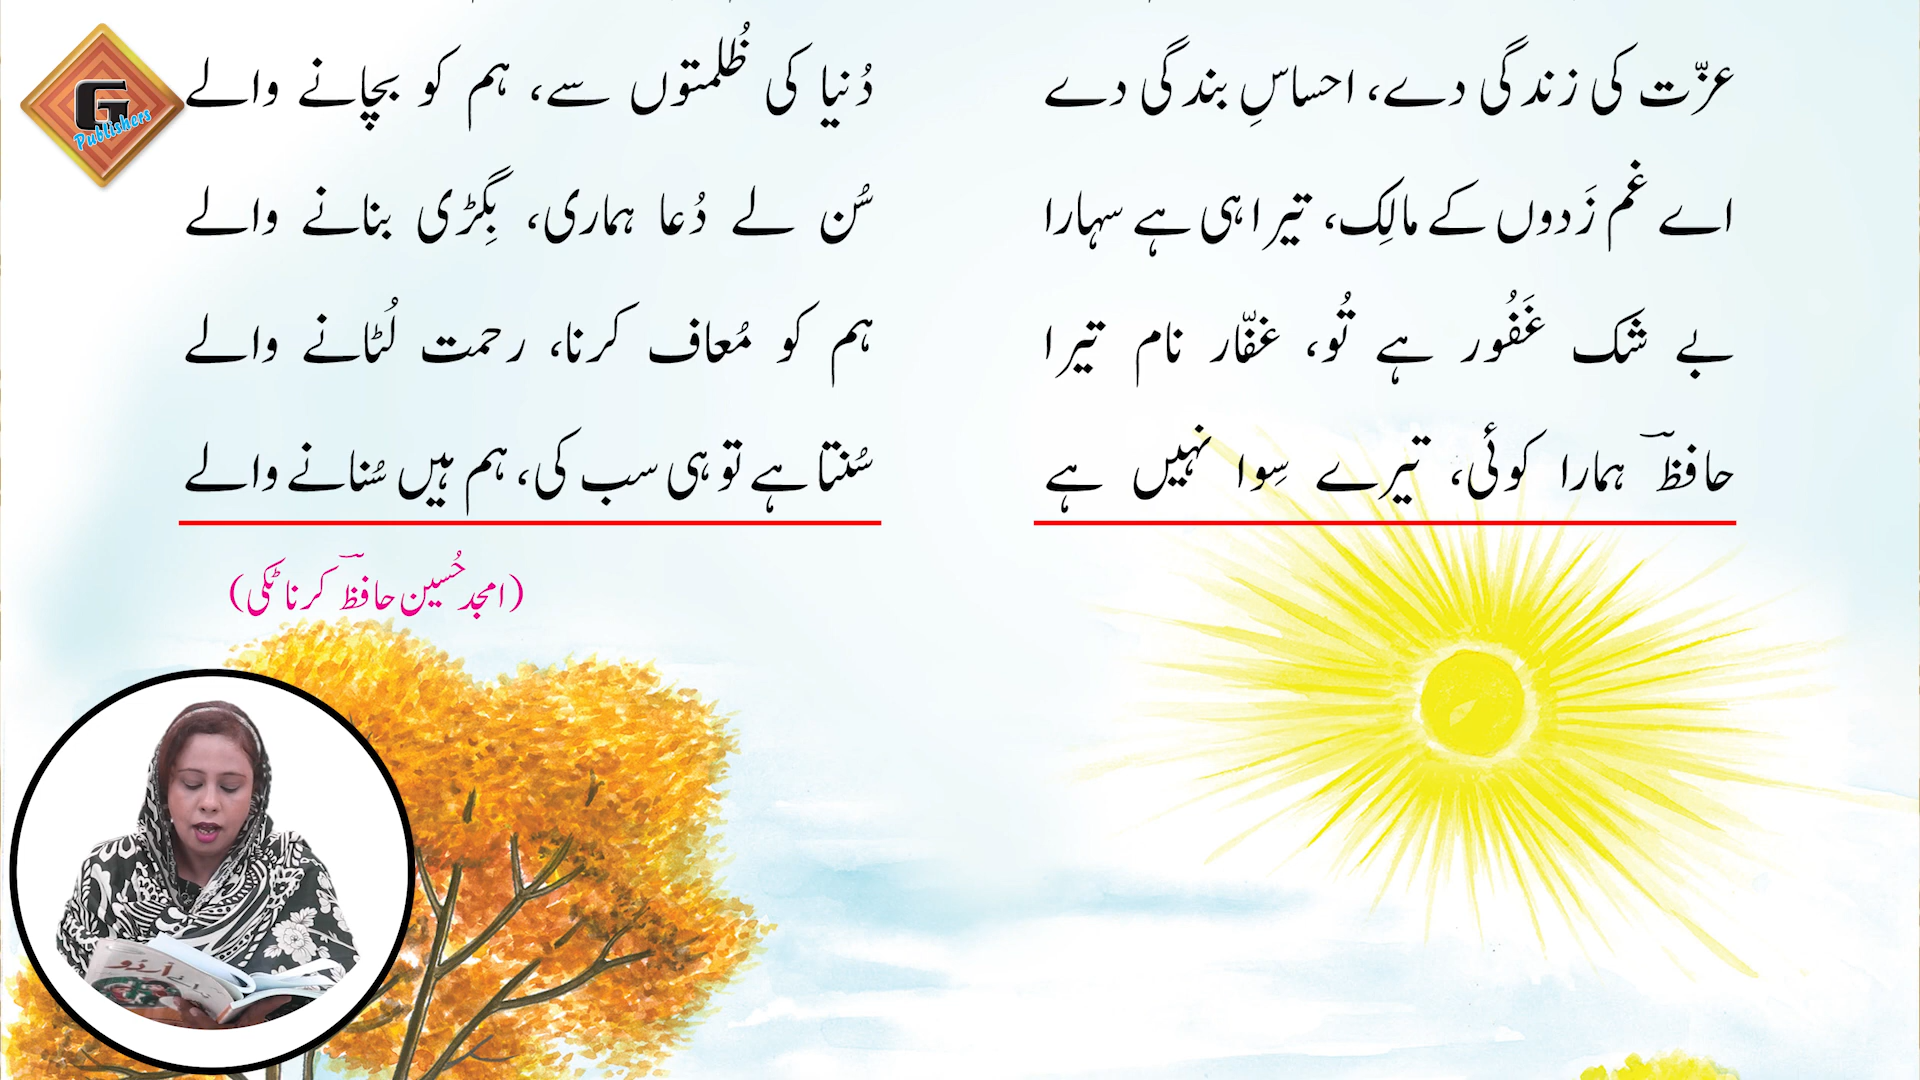 G
Publishers
عزّت کی زندگی دے، احساسِ بندگی دے
دُنیا کی ظُلمتوں سے، ہم کو بچانے والے
اے غم زَدوں کے مالِک، تیرا ہی ہے سہارا
سُن لے دُعا ہماری، بِگڑی بنانے والے
بے شک غَفُور ہے تُو، غفّار نام تیرا
ہم کو مُعاف کرنا، رحمت لُٹانے والے
حافظؔ ہمارا کوئی، تیرے سِوا نہیں ہے
سُنتا ہے تو ہی سب کی، ہم ہیں سُنانے والے
(امجد حُسین حافظؔ کرناٹکی)
اُردو